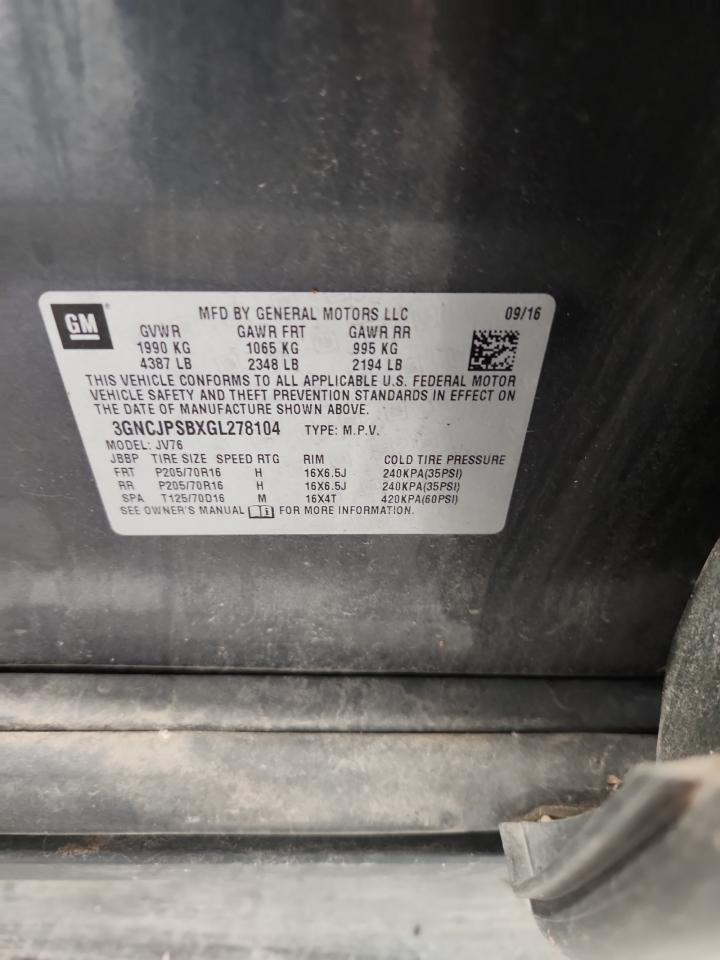 GM
MFD BY GENERAL MOTORS LLC 09/16
GVWR GAWR FRT GAWR RR
1990 KG 1065 KG 995 KG
4387 LB 2348 LB 2194 LB
THIS VEHICLE CONFORMS TO ALL APPLICABLE U.S. FEDERAL MOTOR
VEHICLE SAFETY AND THEFT PREVENTION STANDARDS IN EFFECT ON
THE DATE OF MANUFACTURE SHOWN ABOVE.
3GNCJPSBXGL278104 TYPE: M.P.V.
MODEL: JV76
JBBP TIRE SIZE SPEED RTG RIM COLD TIRE PRESSURE
FRT P205/70R16 H 16X6.5J 240KPA(35PSI)
RR P205/70R16 H 16X6.5J 240KPA(35PSI)
SPA T125/70D16 M 16X4T 420KPA(60PSI)
SEE OWNER'S MANUAL FOR MORE INFORMATION.